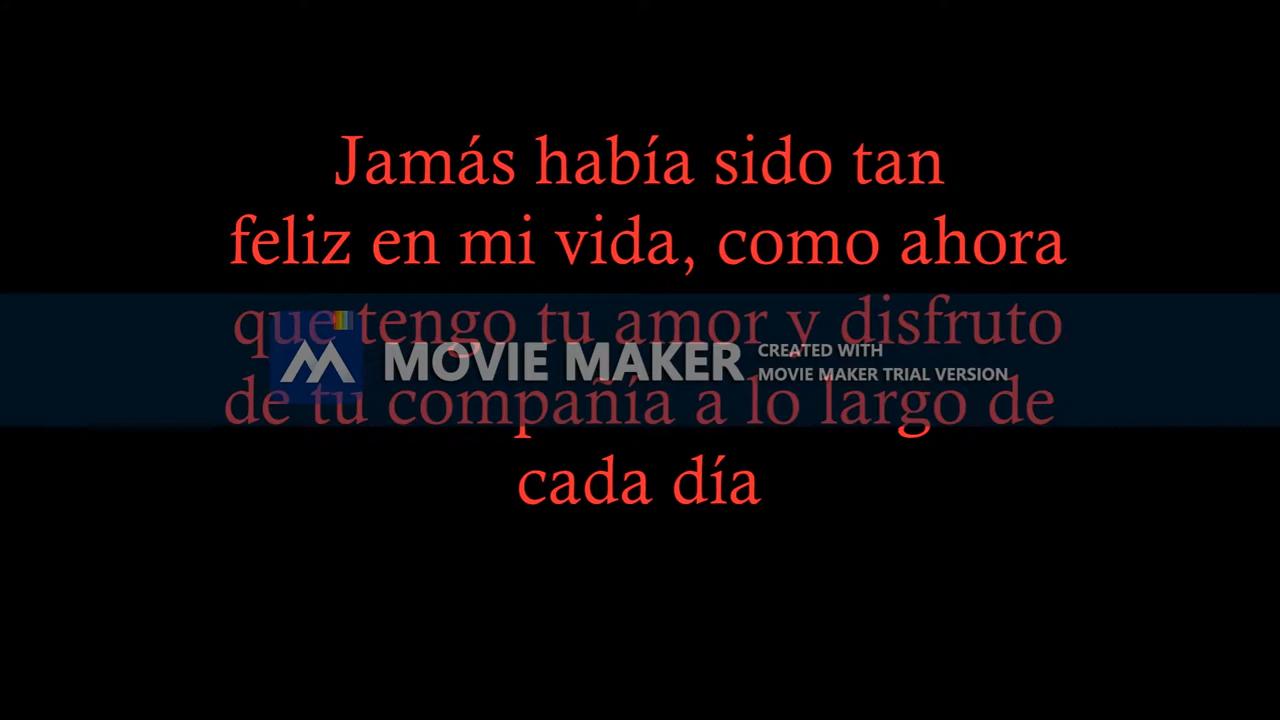 Jamás había sido tan
feliz en mi vida, como ahora
que tengo tu amor y disfruto
MOVIE MAKER
CREATED WITH
MOVIE MAKER TRIAL VERSION
de tu compañía a lo largo de
cada día